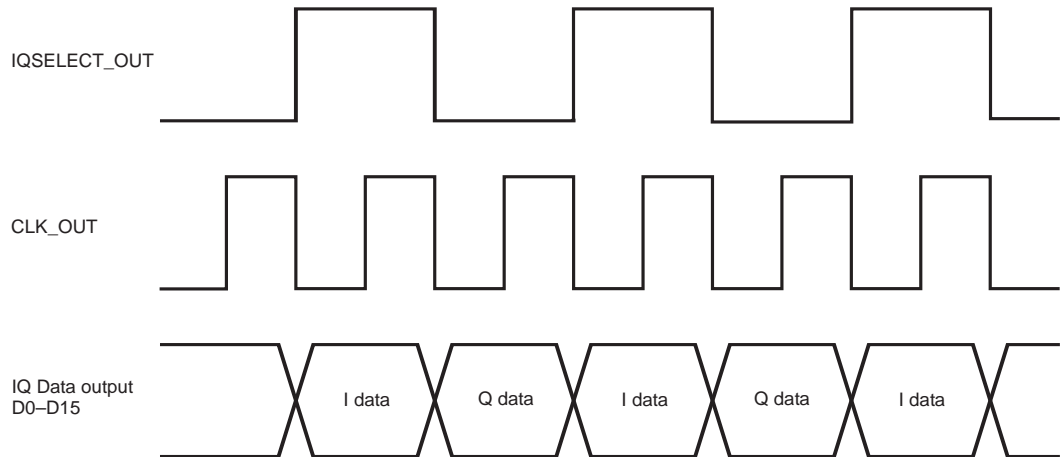 IQSELECT_OUT
CLK_OUT
IQ Data output
D0–D15
I data
Q data
I data
Q data
I data